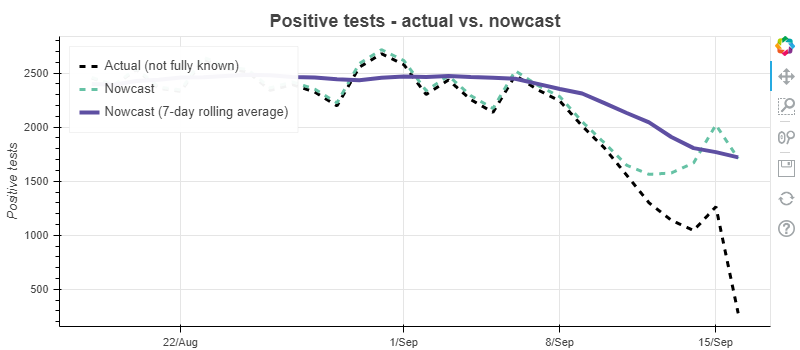 Positive tests - actual vs. nowcast
Actual (not fully known)
Nowcast
Nowcast (7-day rolling average)
Positive tests
2500
2000
1500
1000
500
22/Aug
1/Sep
8/Sep
15/Sep